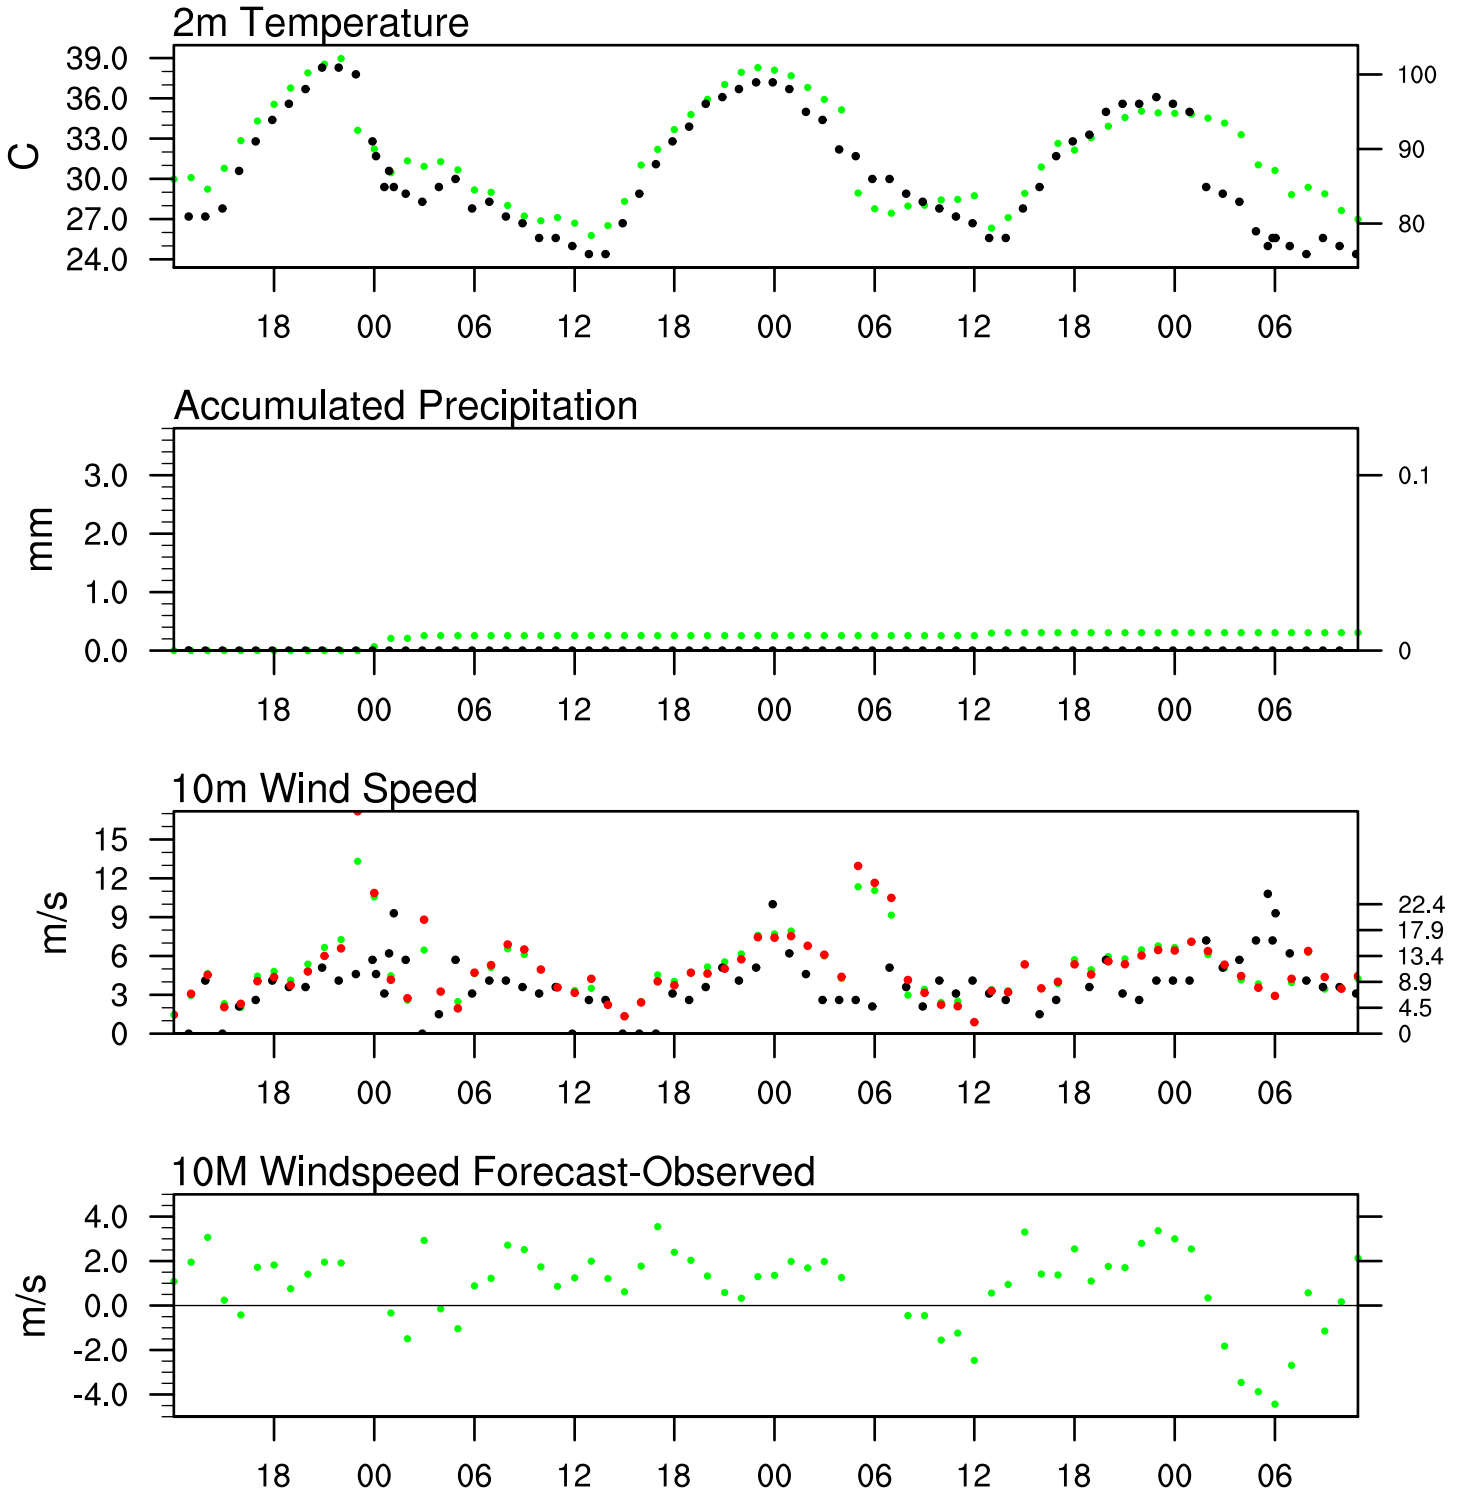 2m Temperature
39.0
36.0
33.0
30.0
27.0
24.0
C
100
90
80
18 00 06 12 18 00 06 12 18 00 06
Accumulated Precipitation
3.0
2.0
1.0
0.0
mm
0.1
0
18 00 06 12 18 00 06 12 18 00 06
10m Wind Speed
15
12
9
6
3
0
m/s
22.4
17.9
13.4
8.9
4.5
0
18 00 06 12 18 00 06 12 18 00 06
10M Windspeed Forecast-Observed
4.0
2.0
0.0
-2.0
-4.0
m/s
18 00 06 12 18 00 06 12 18 00 06